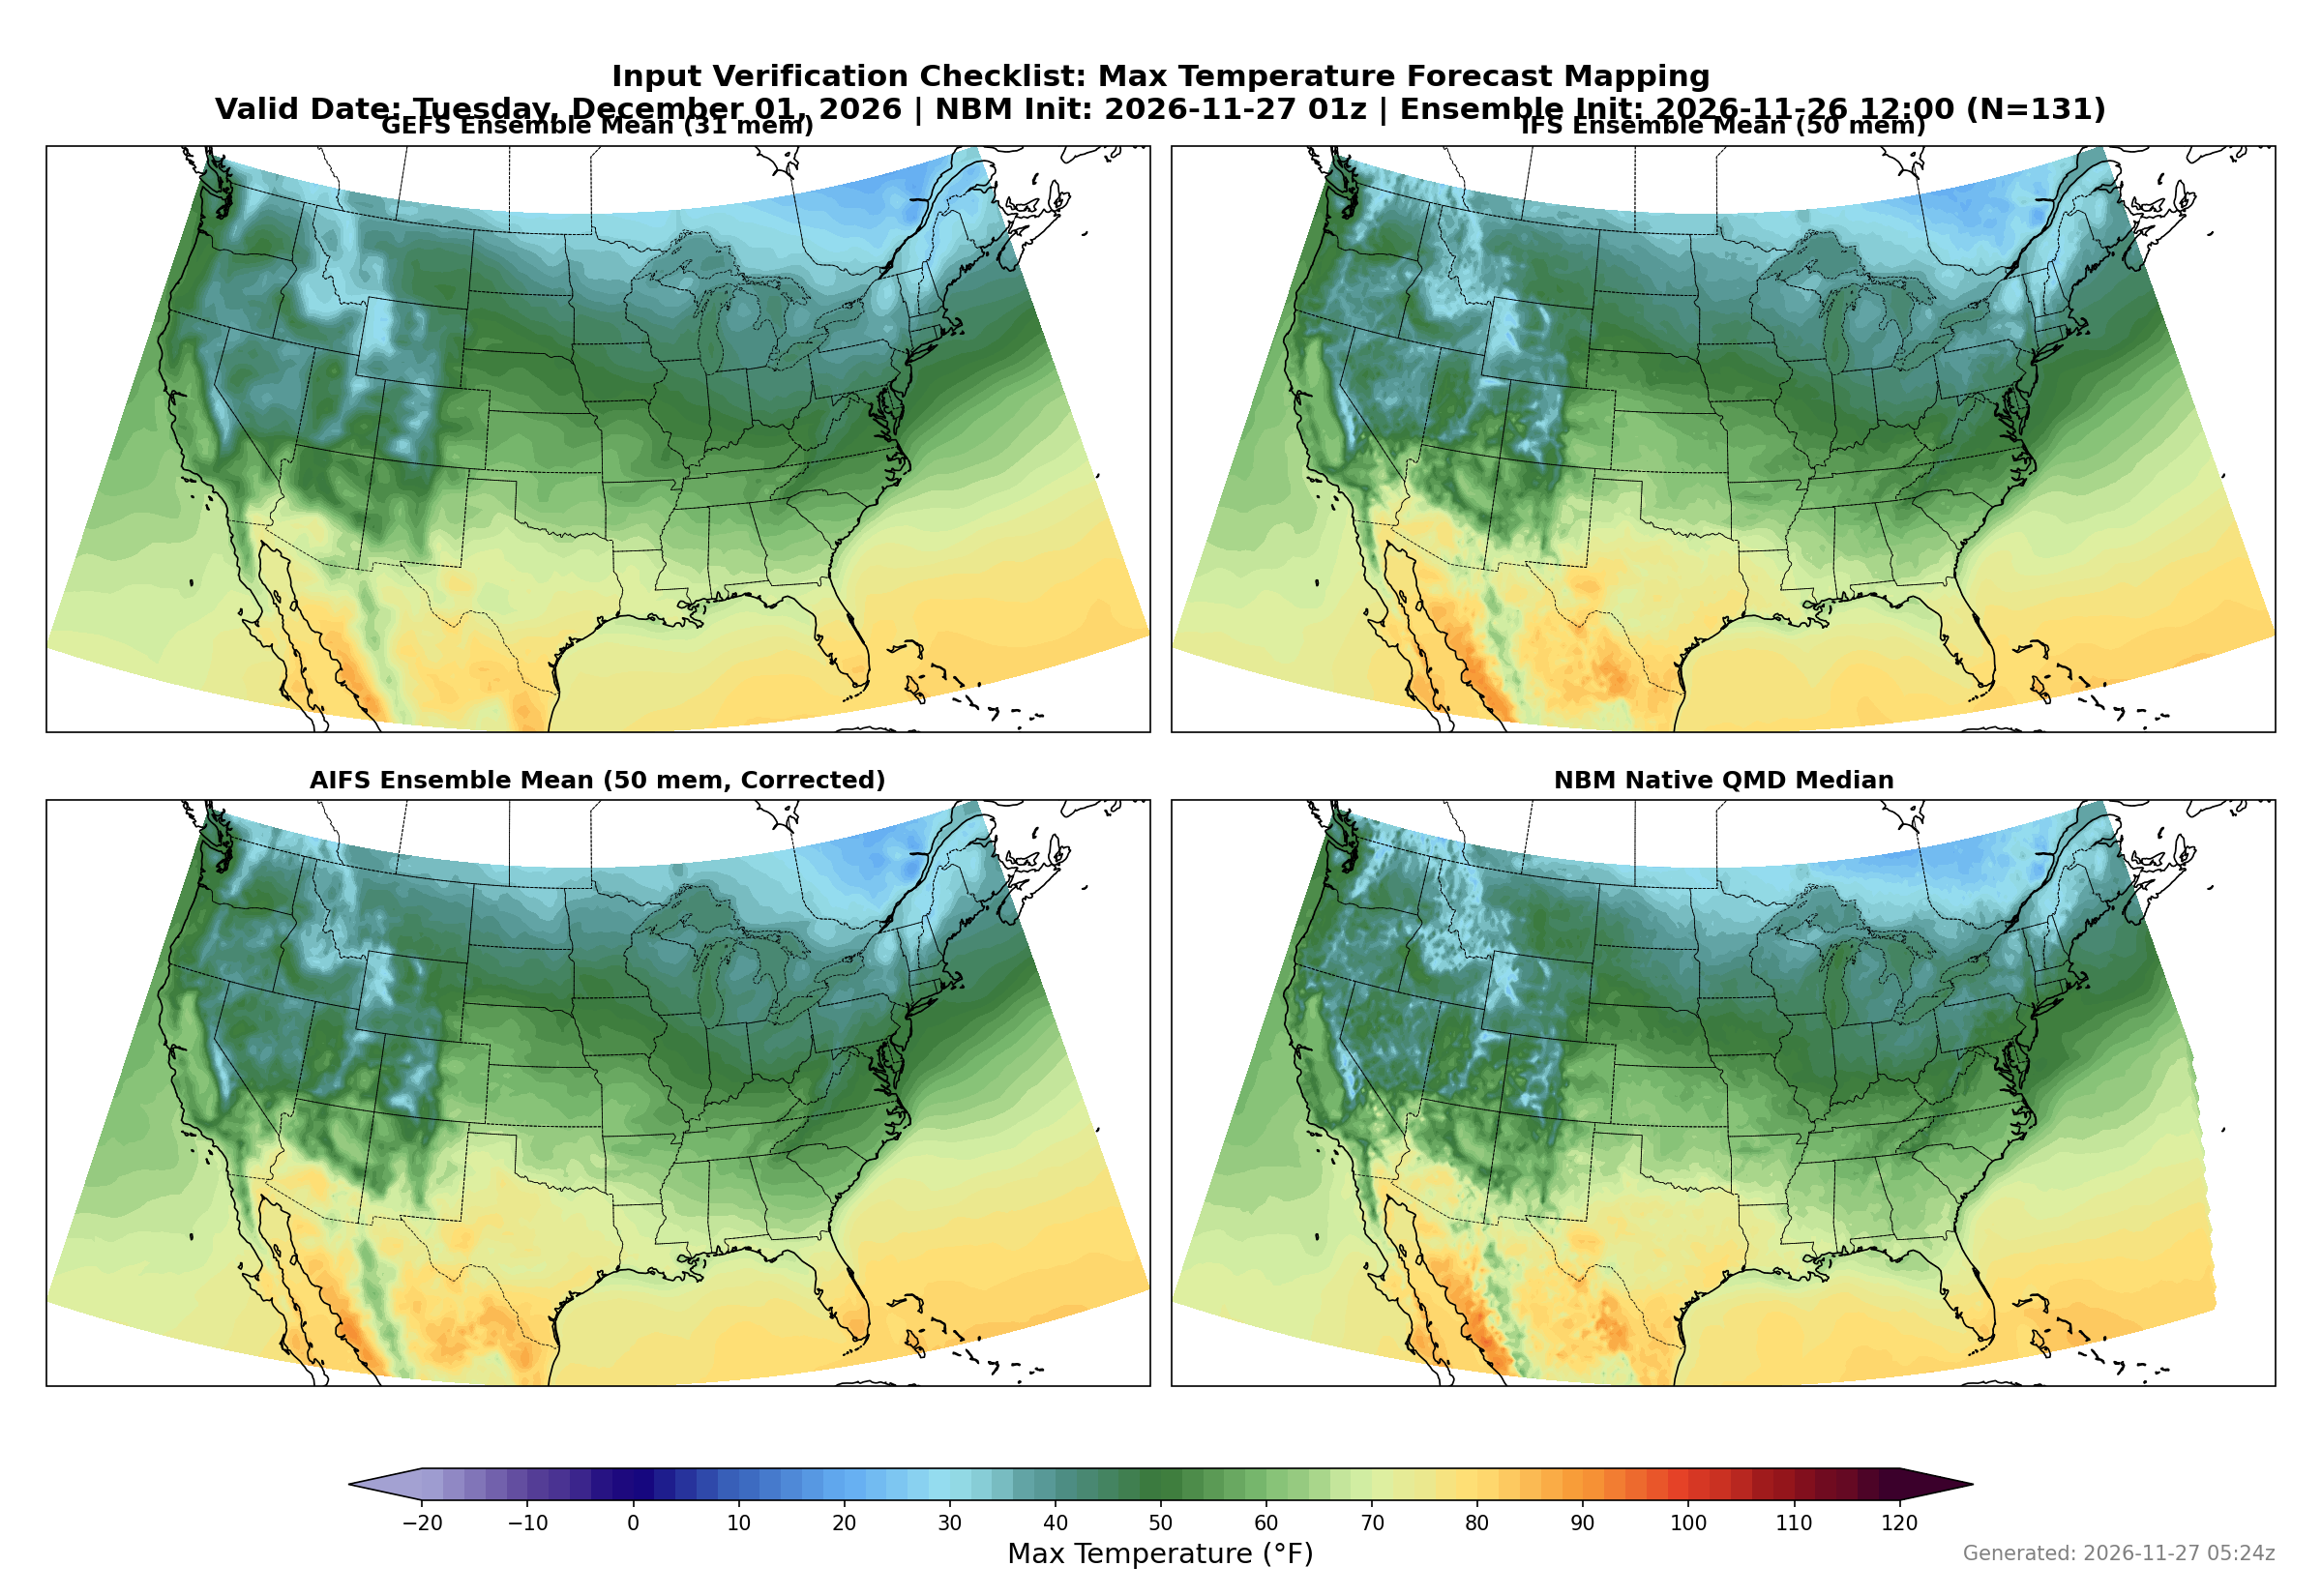 Input Verification Checklist: Max Temperature Forecast Mapping
Valid Date: Tuesday, December 01, 2026 | NBM Init: 2026-11-27 01z | Ensemble Init: 2026-11-26 12:00 (N=131)
GEFS Ensemble Mean (31 mem)
IFS Ensemble Mean (50 mem)
AIFS Ensemble Mean (50 mem, Corrected)
NBM Native QMD Median
−20 −10 0 10 20 30 40 50 60 70 80 90 100 110 120
Max Temperature (°F)
Generated: 2026-11-27 05:24z